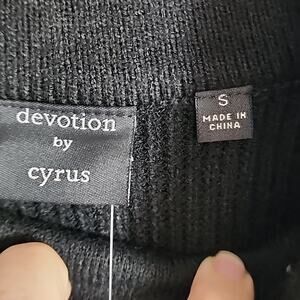 devotion
by
cyrus
S
MADE IN
CHINA